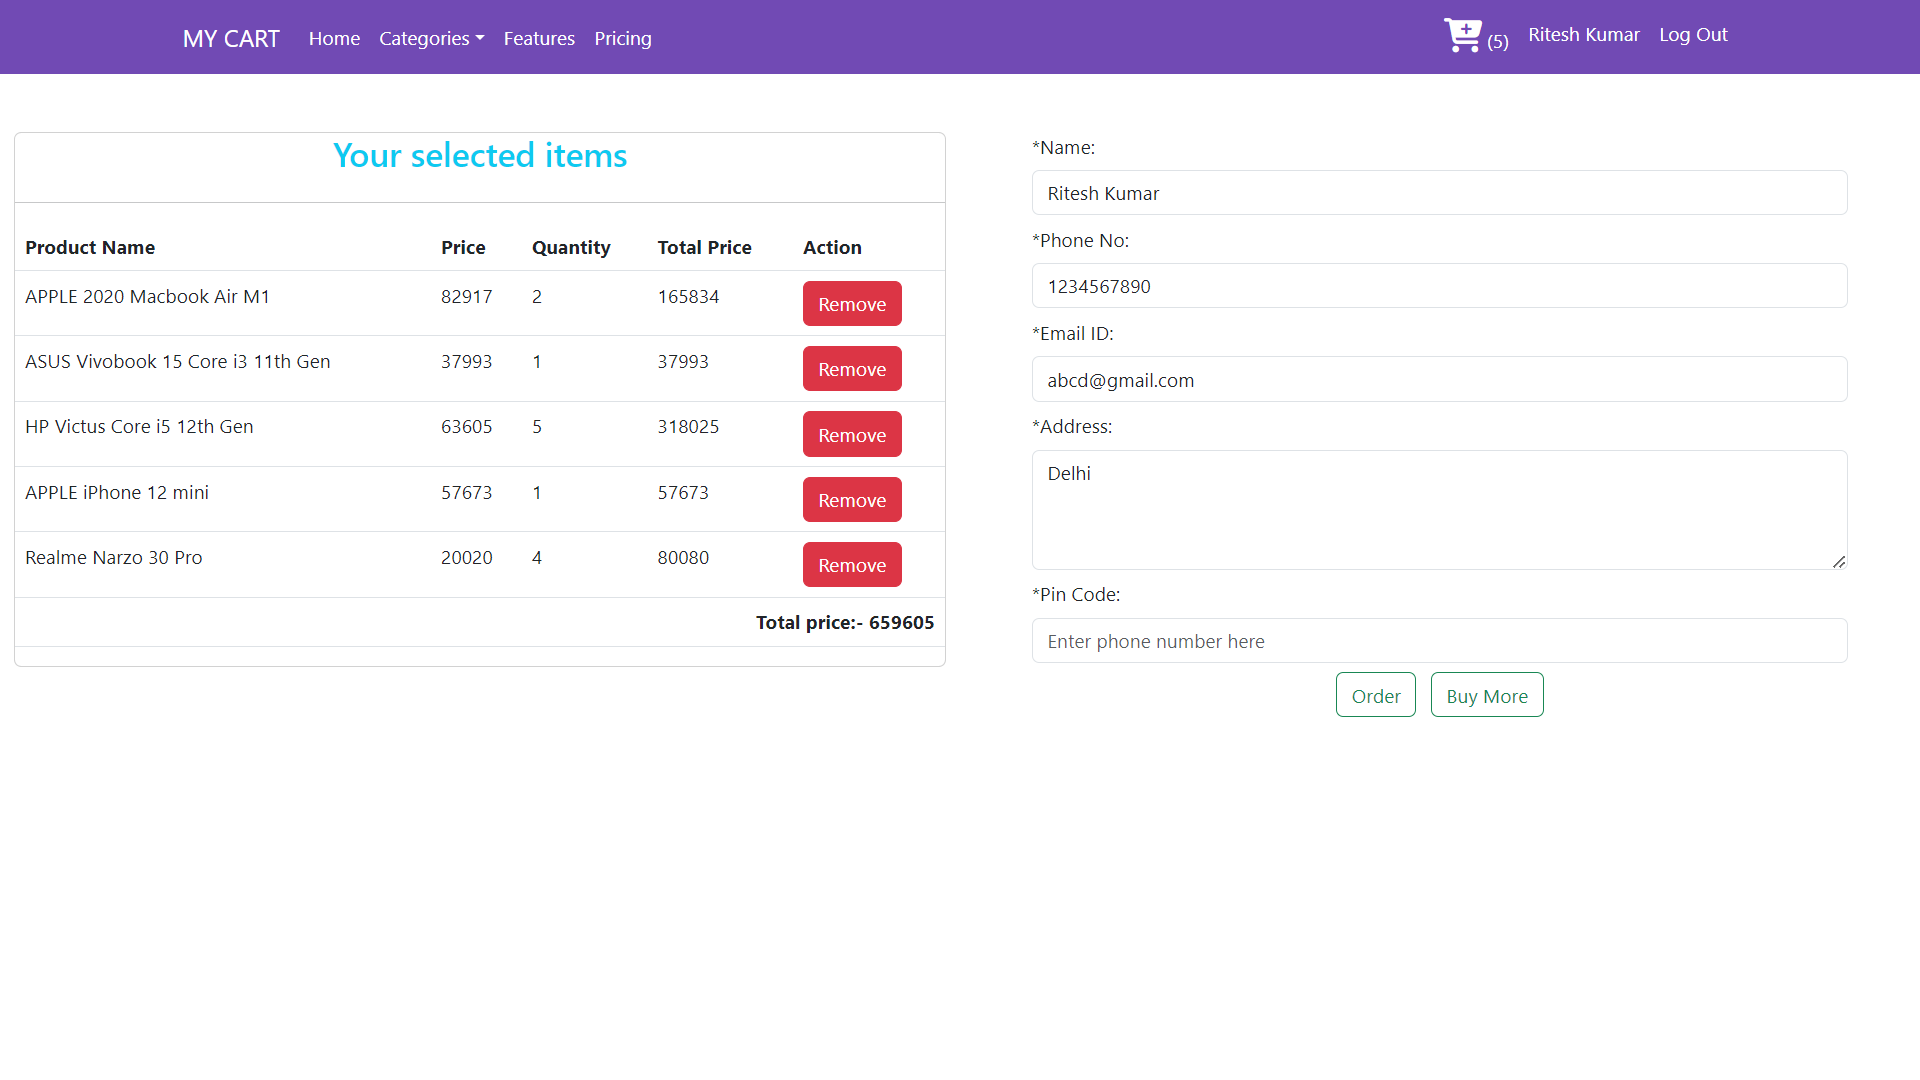 MY CART Home Categories Features Pricing (5) Ritesh Kumar Log Out
Your selected items
Product Name Price Quantity Total Price Action
APPLE 2020 Macbook Air M1 82917 2 165834 Remove
ASUS Vivobook 15 Core i3 11th Gen 37993 1 37993 Remove
HP Victus Core i5 12th Gen 63605 5 318025 Remove
APPLE iPhone 12 mini 57673 1 57673 Remove
Realme Narzo 30 Pro 20020 4 80080 Remove
Total price:- 659605
*Name:
Ritesh Kumar
*Phone No:
1234567890
*Email ID:
abcd@gmail.com
*Address:
Delhi
*Pin Code:
Enter phone number here
Order Buy More